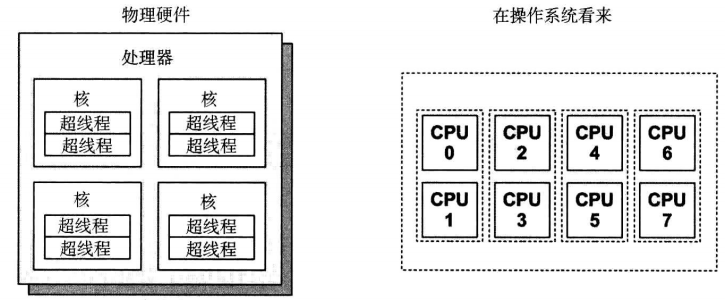 物理硬件
处理器
核
超线程
超线程
核
超线程
超线程
核
超线程
超线程
核
超线程
超线程
在操作系统看来
CPU
0
CPU
2
CPU
4
CPU
6
CPU
1
CPU
3
CPU
5
CPU
7